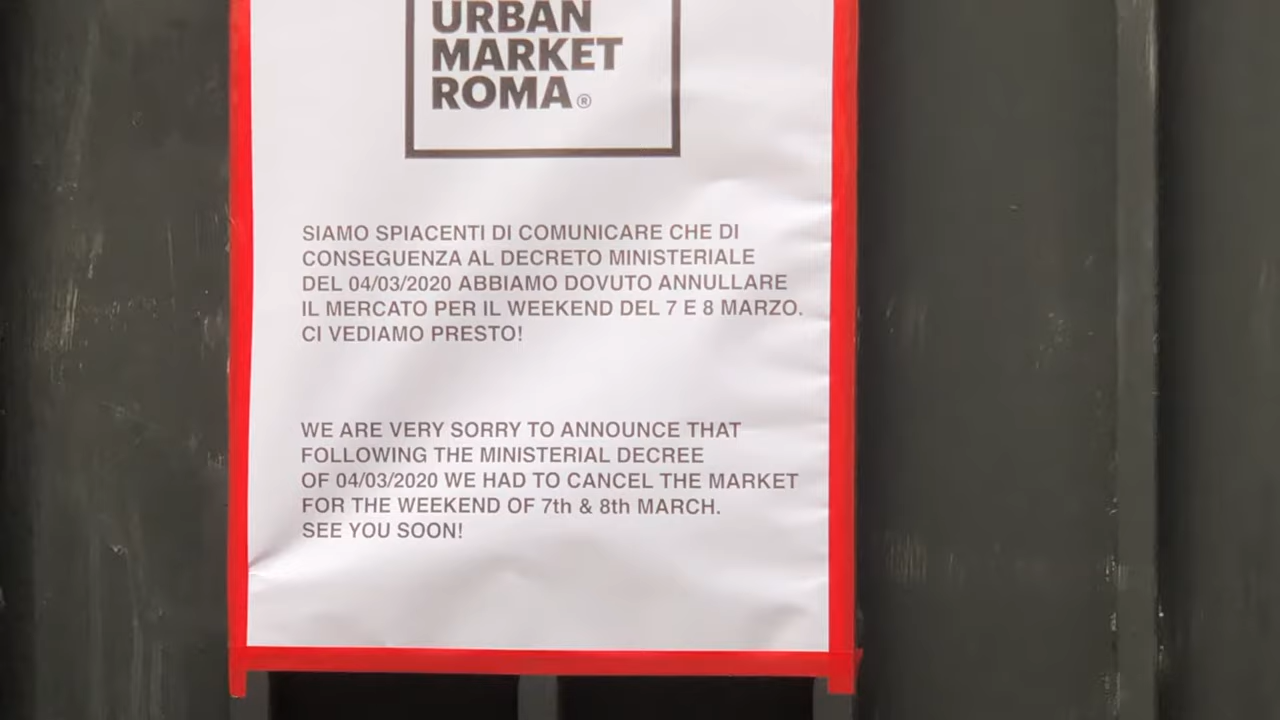 URBAN
MARKET
ROMA®
SIAMO SPIACENTI DI COMUNICARE CHE DI
CONSEGUENZA AL DECRETO MINISTERIALE
DEL 04/03/2020 ABBIAMO DOVUTO ANNULLARE
IL MERCATO PER IL WEEKEND DEL 7 E 8 MARZO.
CI VEDIAMO PRESTO!
WE ARE VERY SORRY TO ANNOUNCE THAT
FOLLOWING THE MINISTERIAL DECREE
OF 04/03/2020 WE HAD TO CANCEL THE MARKET
FOR THE WEEKEND OF 7th & 8th MARCH.
SEE YOU SOON!